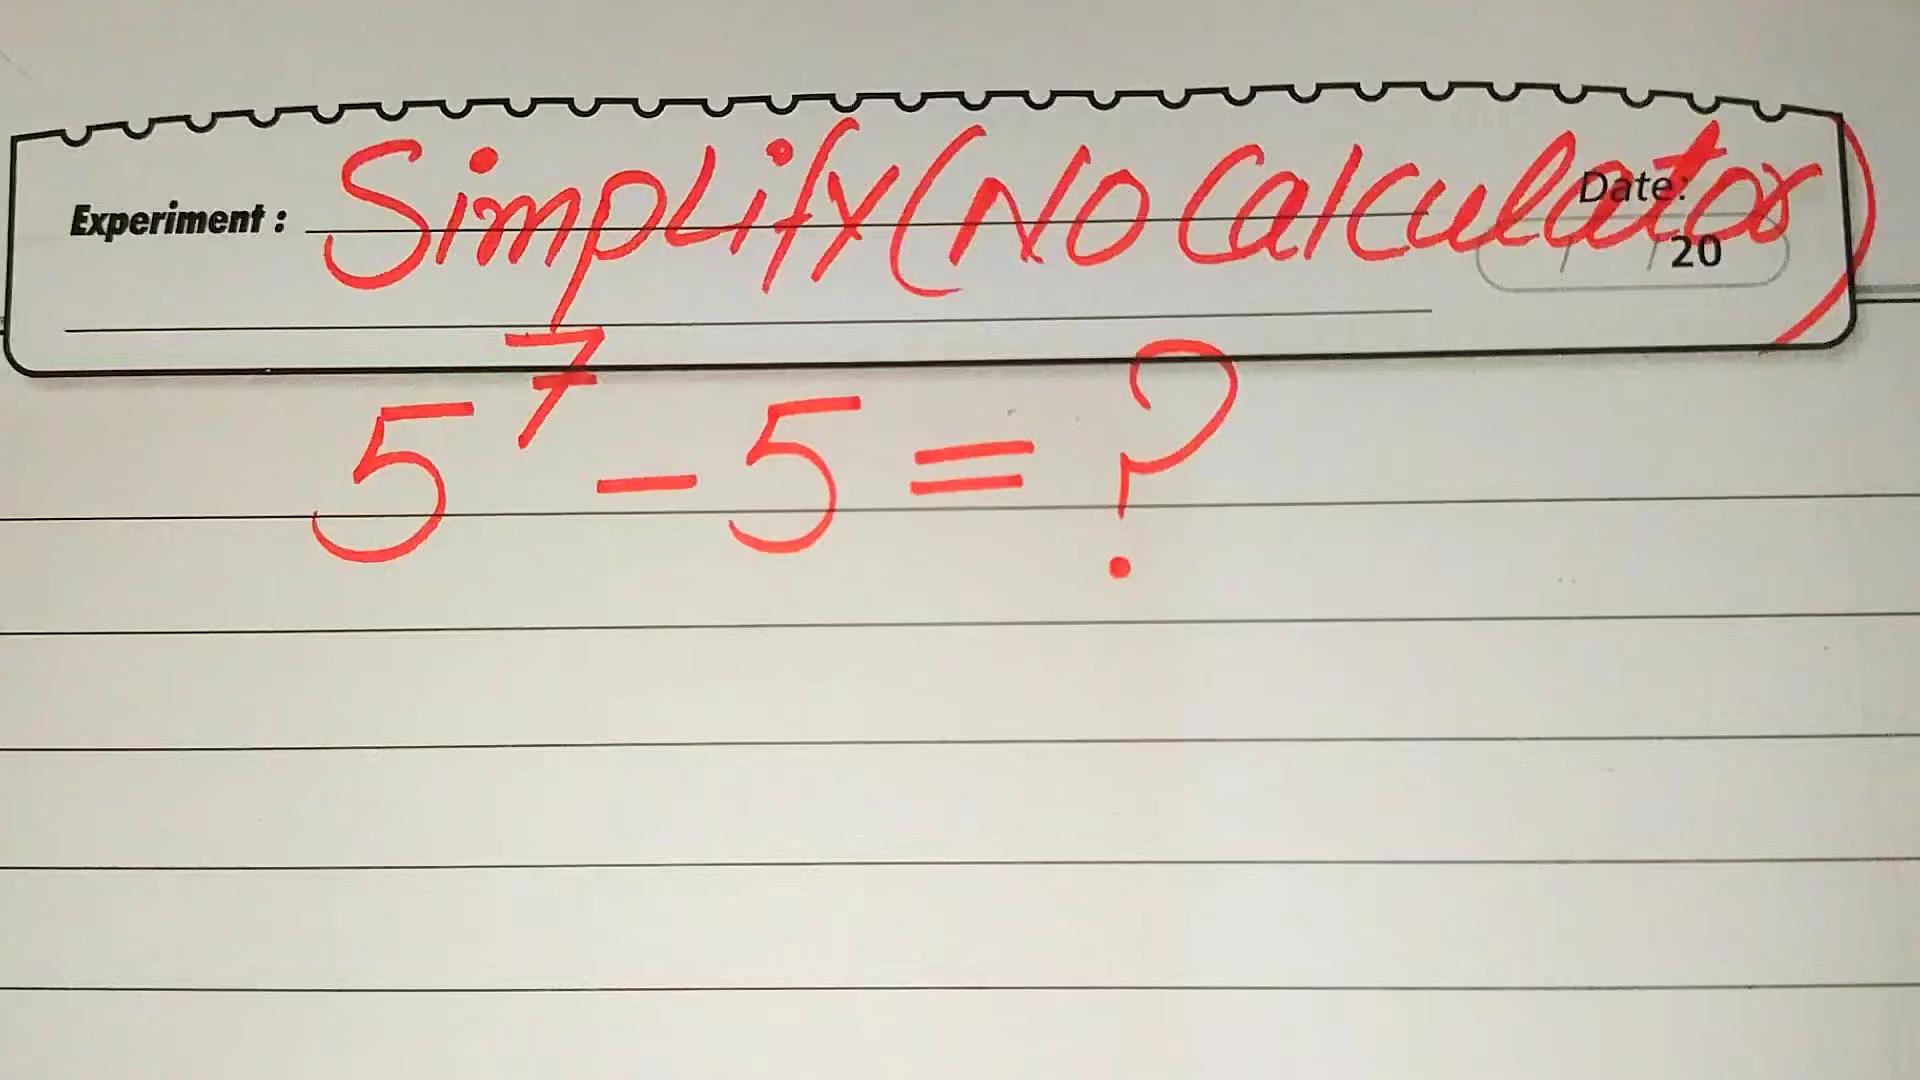 Experiment : Simplify (No Calculator)
Date:
/ / 20
5⁷ - 5 = ?